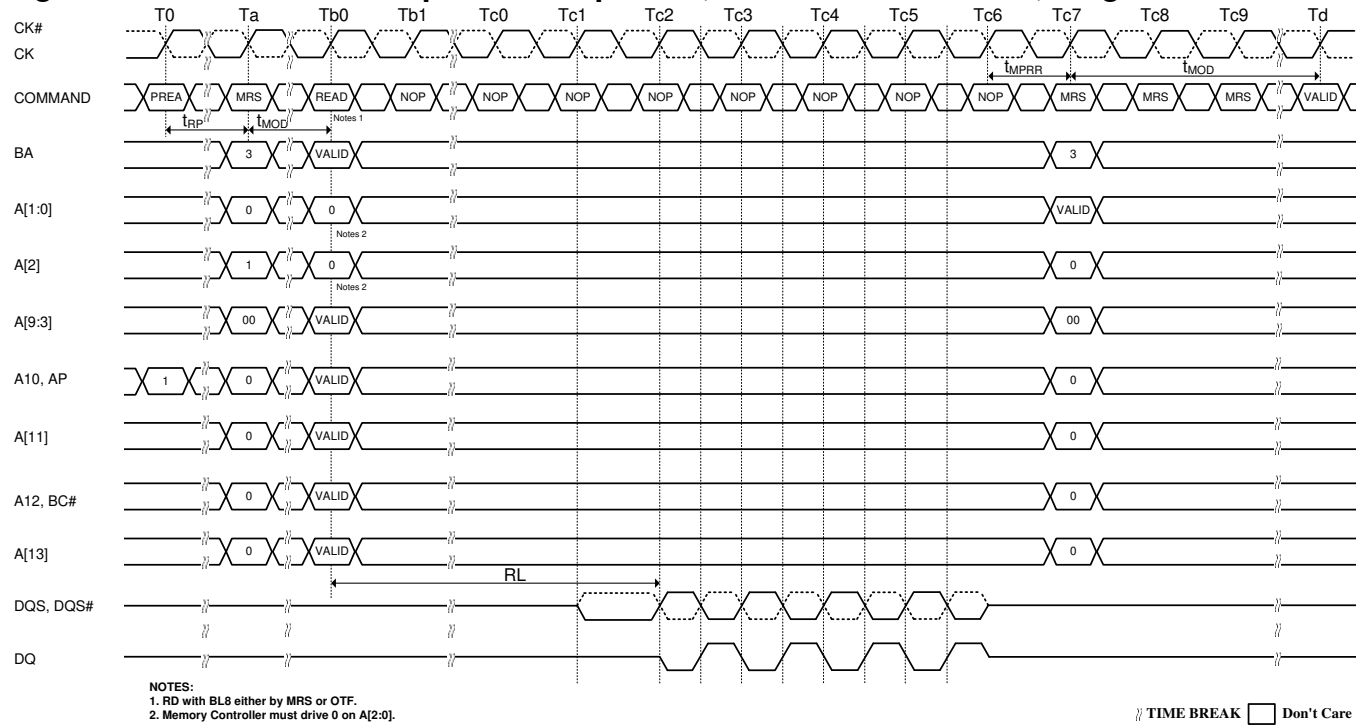 T0 Ta Tb0 Tb1 Tc0 Tc1 Tc2 Tc3 Tc4 Tc5 Tc6 Tc7 Tc8 Tc9 Td
CK#
CK
tMPRR tMOD
COMMAND PREA MRS READ NOP NOP NOP NOP NOP NOP NOP NOP MRS MRS MRS VALID
tRP tMOD Notes 1
BA 3 VALID 3
A[1:0] 0 0 VALID
Notes 2
A[2] 1 0 0
Notes 2
A[9:3] 00 VALID 00
A10, AP 1 0 VALID 0
A[11] 0 VALID 0
A12, BC# 0 VALID 0
A[13] 0 VALID 0
RL
DQS, DQS#
DQ
NOTES:
1. RD with BL8 either by MRS or OTF.
2. Memory Controller must drive 0 on A[2:0].
TIME BREAK Don't Care